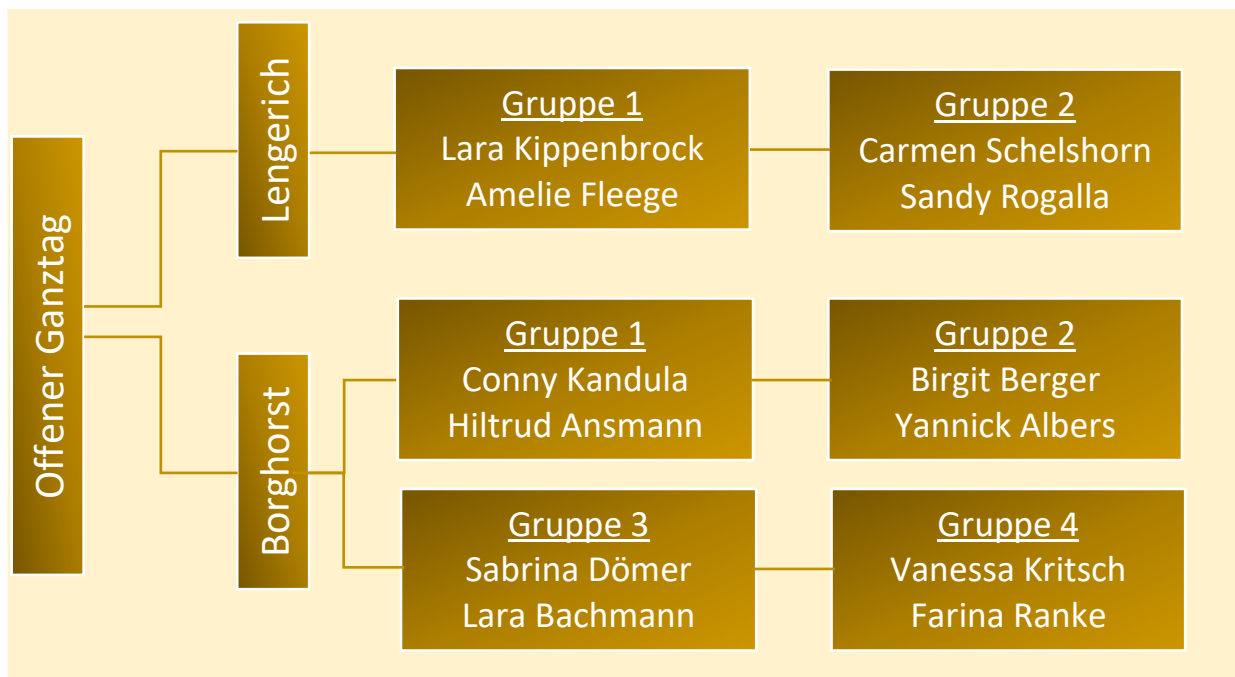 Offener Ganztag
Lengerich
Gruppe 1
Lara Kippenbrock
Amelie Fleege
Gruppe 2
Carmen Schelshorn
Sandy Rogalla
Borghorst
Gruppe 1
Conny Kandula
Hiltrud Ansmann
Gruppe 2
Birgit Berger
Yannick Albers
Gruppe 3
Sabrina Dömer
Lara Bachmann
Gruppe 4
Vanessa Kritsch
Farina Ranke